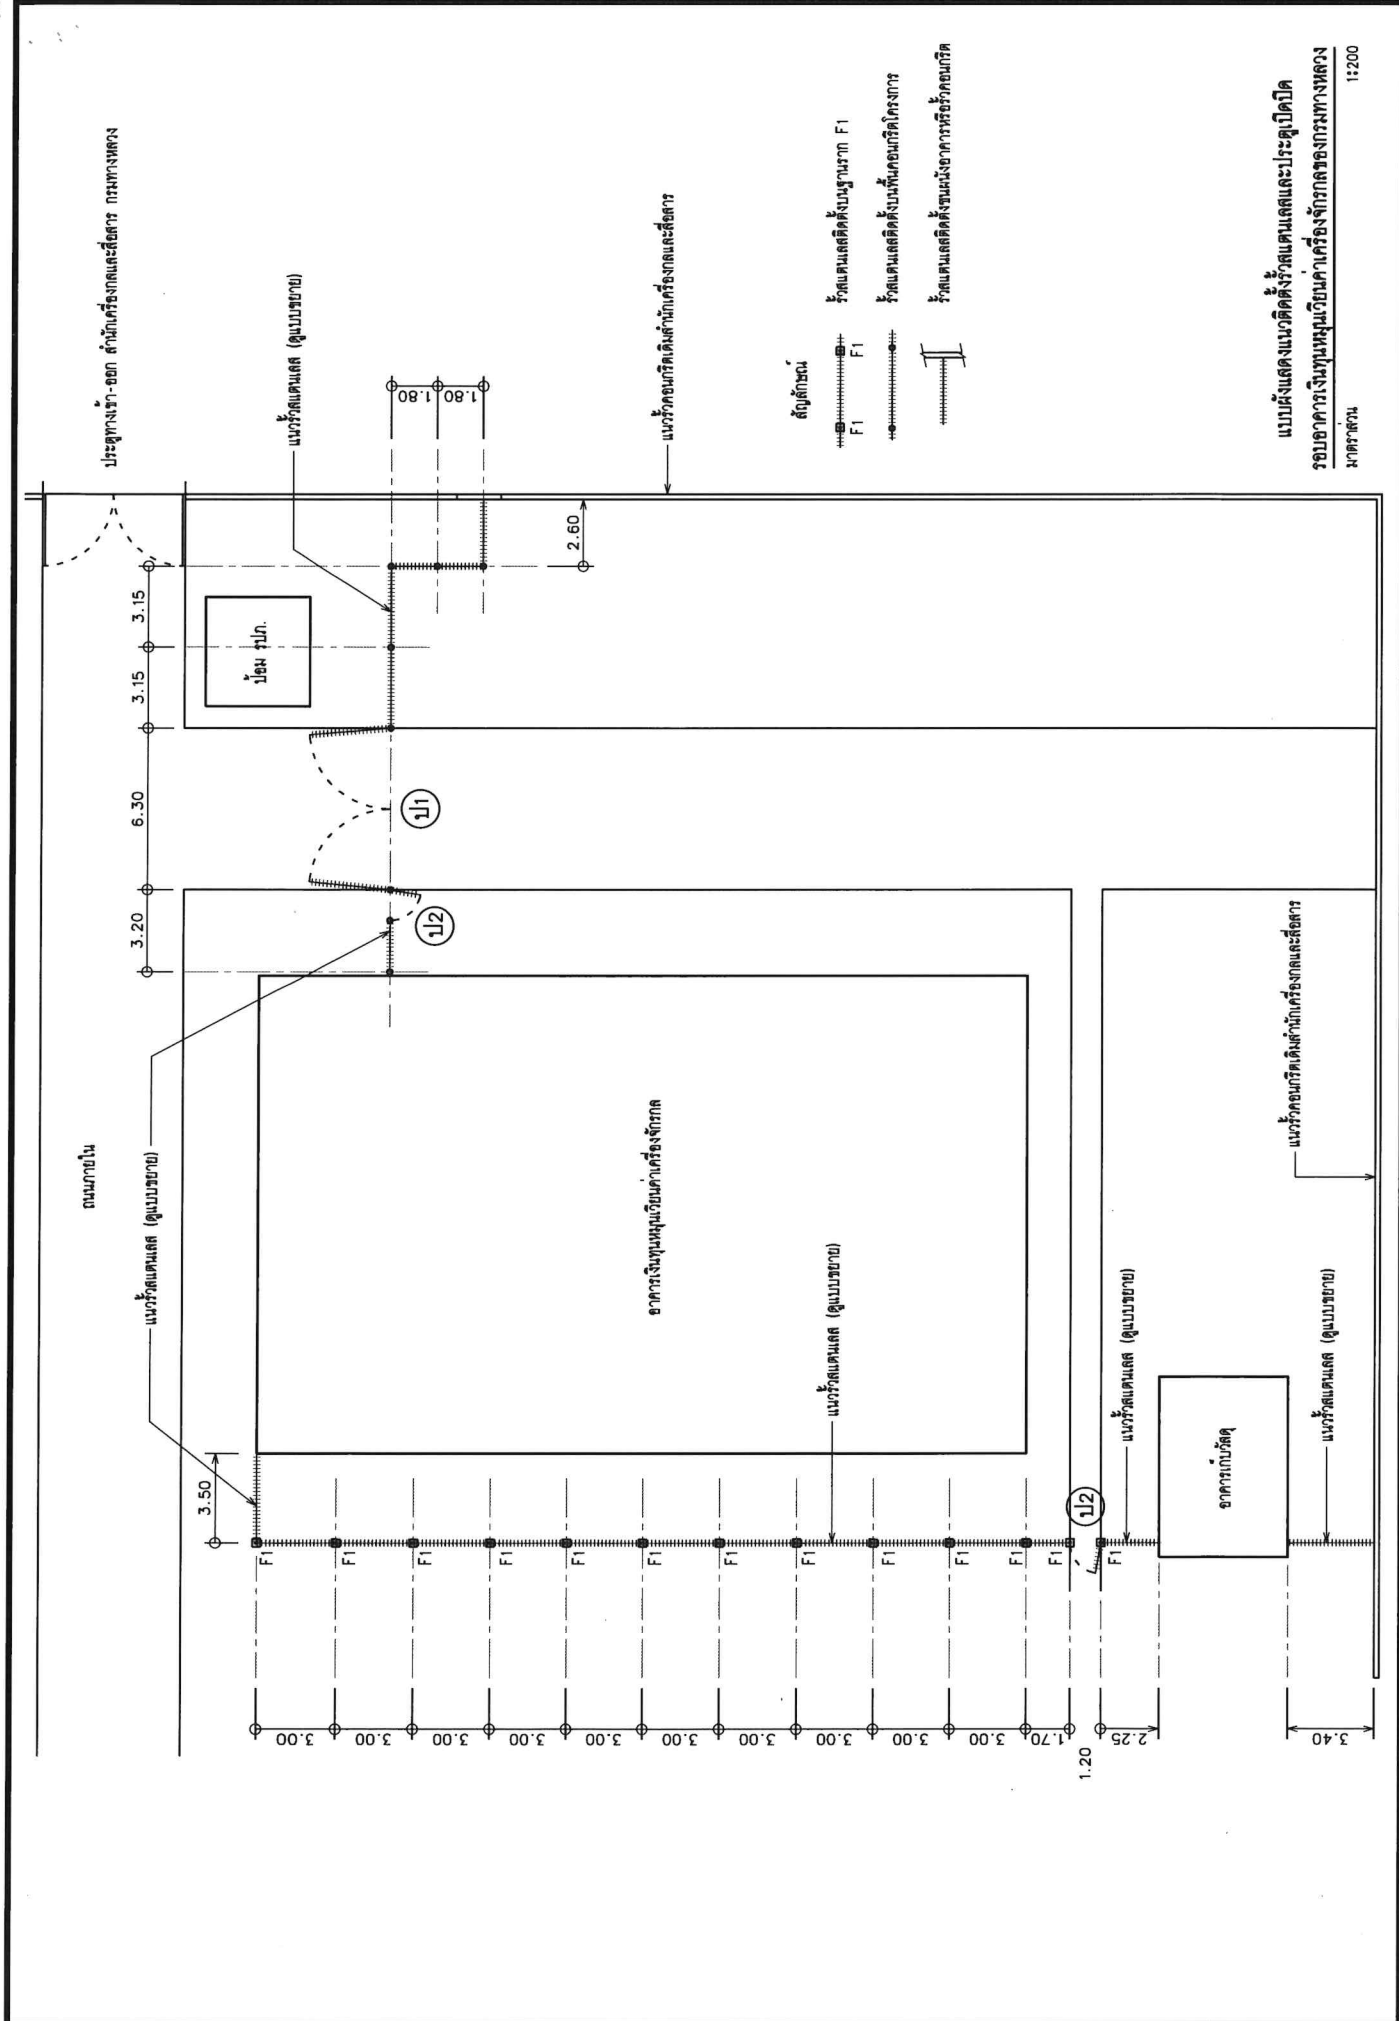 ประตูทางเข้า-ออก สำนักเครื่องกลและสื่อสาร กรมทางหลวง
ถนนภายใน
แนวรั้วสแตนเลส (ดูแบบขยาย)
3.20
6.30
3.15
3.15
ป้อม รปภ.
แนวรั้วสแตนเลส (ดูแบบขยาย)
1.80
1.80
ป1
ป2
2.60
แนวรั้วคอนกรีตเดิมสำนักเครื่องกลและสื่อสาร
3.50
อาคารเงินทุนหมุนเวียนค่าเครื่องจักรกล
แนวรั้วสแตนเลส (ดูแบบขยาย)
F1
F1
F1
F1
F1
F1
F1
F1
F1
F1
F1
F1
F1
3.00
3.00
3.00
3.00
3.00
3.00
3.00
3.00
3.00
3.00
1.70
1.20
2.25
3.40
ป2
แนวรั้วสแตนเลส (ดูแบบขยาย)
อาคารเก็บวัสดุ
แนวรั้วสแตนเลส (ดูแบบขยาย)
แนวรั้วคอนกรีตเดิมสำนักเครื่องกลและสื่อสาร
สัญลักษณ์
F1 F1 รั้วสแตนเลสติดตั้งบนฐานราก F1
รั้วสแตนเลสติดตั้งบนพื้นคอนกรีตโครงการ
รั้วสแตนเลสติดตั้งชนผนังอาคารหรือรั้วคอนกรีต
แบบผังแสดงแนวติดตั้งรั้วสแตนเลสและประตูเปิดปิด
รอบอาคารเงินทุนหมุนเวียนค่าเครื่องจักรกลของกรมทางหลวง
มาตราส่วน 1:200